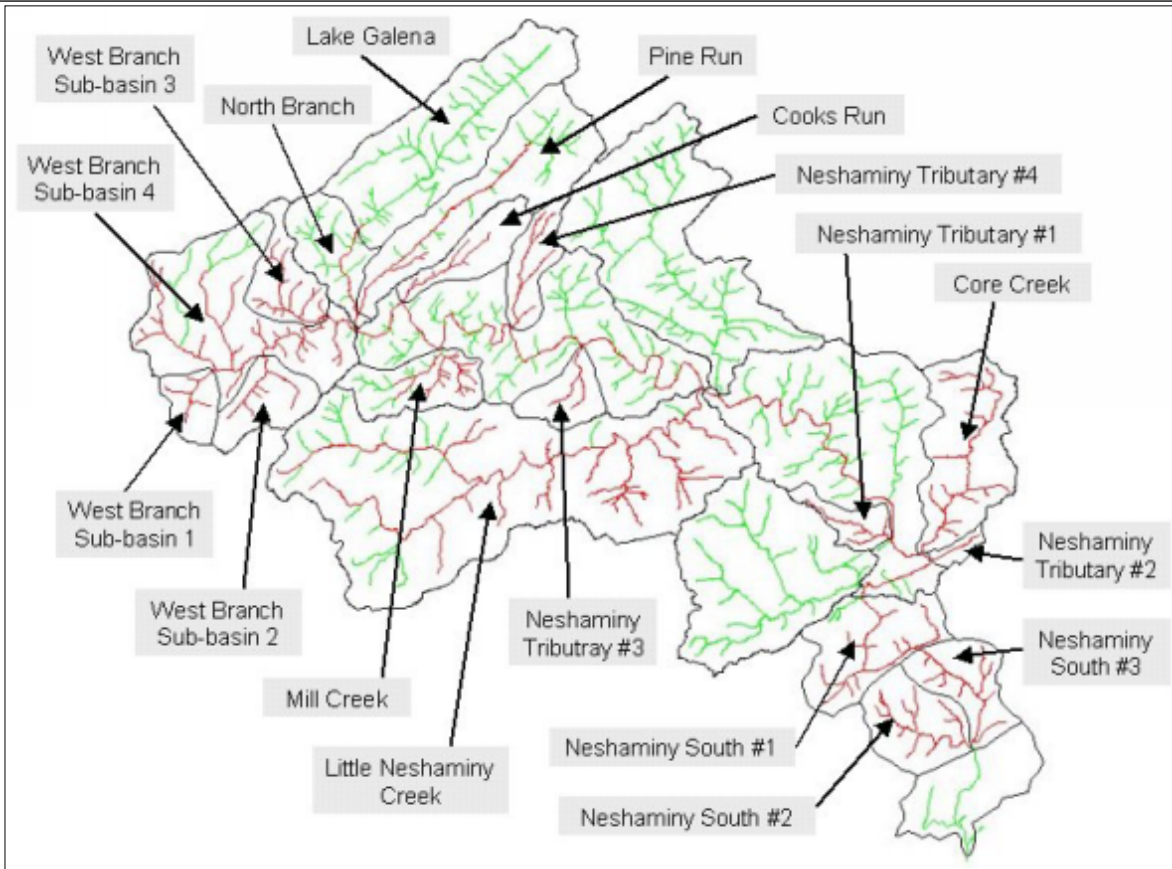 Lake Galena
West Branch
Sub-basin 3
Pine Run
North Branch
Cooks Run
West Branch
Sub-basin 4
Neshaminy Tributary #4
Neshaminy Tributary #1
Core Creek
West Branch
Sub-basin 1
Neshaminy
Tributary #2
West Branch
Sub-basin 2
Neshaminy
Tributray #3
Neshaminy
South #3
Mill Creek
Neshaminy South #1
Little Neshaminy
Creek
Neshaminy South #2